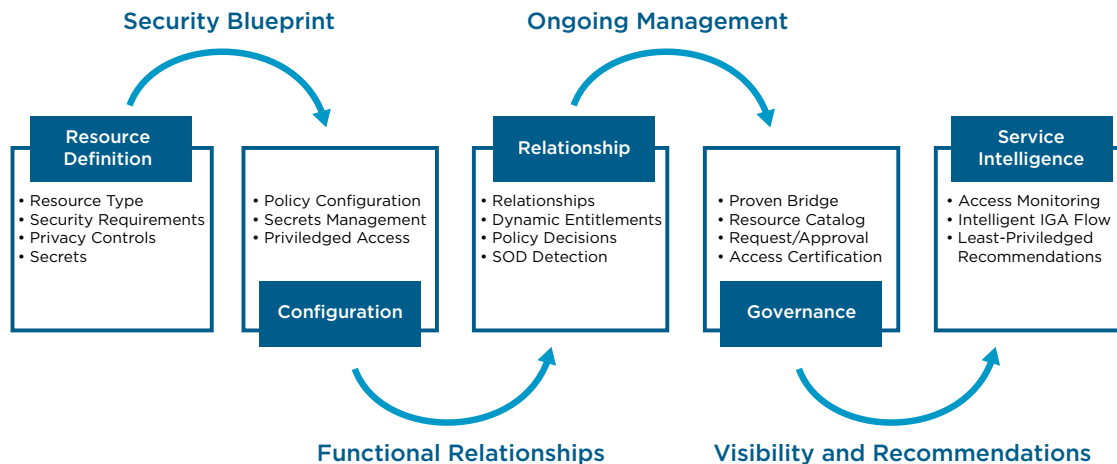 Security Blueprint
Ongoing Management
Resource
Definition
• Resource Type
• Security Requirements
• Privacy Controls
• Secrets
• Policy Configuration
• Secrets Management
• Priviledged Access
Configuration
Relationship
• Relationships
• Dynamic Entitlements
• Policy Decisions
• SOD Detection
• Proven Bridge
• Resource Catalog
• Request/Approval
• Access Certification
Governance
Service
Intelligence
• Access Monitoring
• Intelligent IGA Flow
• Least-Priviledged
Recommendations
Functional Relationships
Visibility and Recommendations